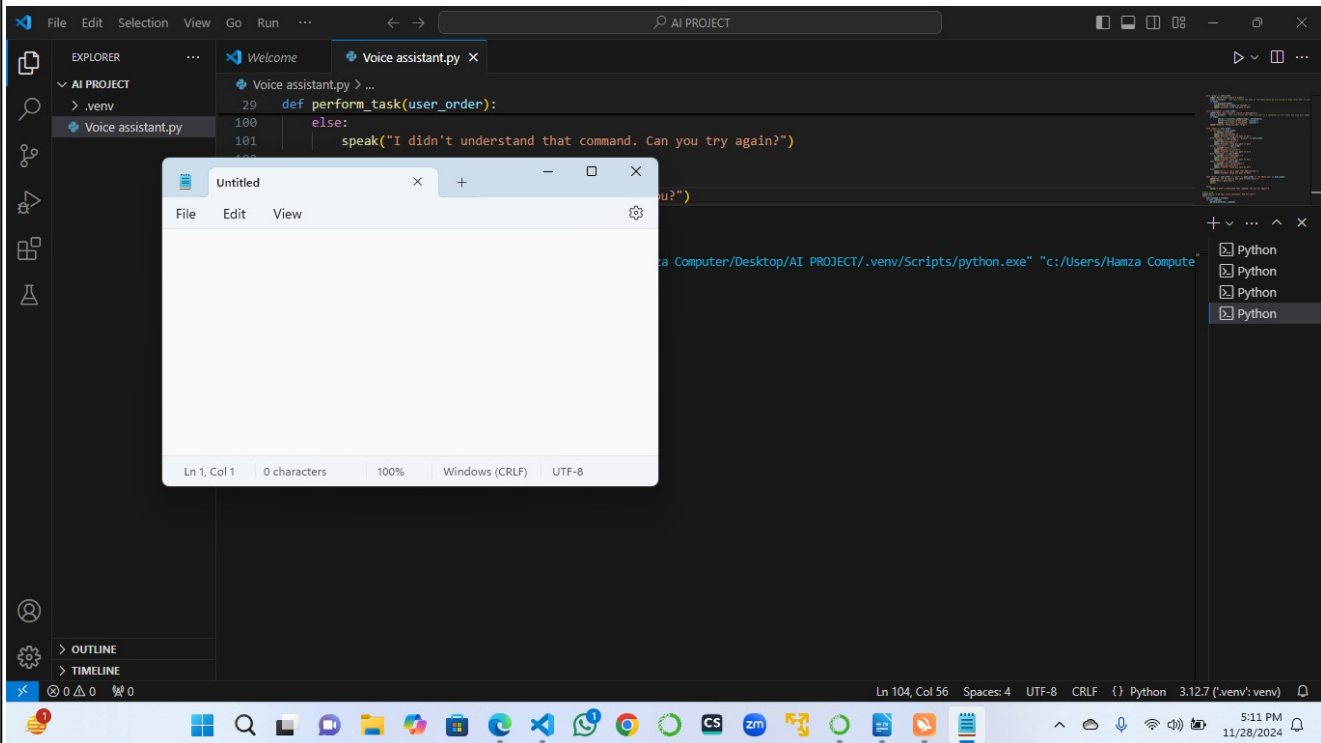 File Edit Selection View Go Run ··· AI PROJECT
EXPLORER ···
AI PROJECT
.venv
Voice assistant.py
OUTLINE
TIMELINE
Welcome Voice assistant.py
Voice assistant.py > ...
29 def perform_task(user_order):
100 else:
101 speak("I didn't understand that command. Can you try again?")
u?")
a Computer/Desktop/AI PROJECT/.venv/Scripts/python.exe" "c:/Users/Hamza Compute
Python
Python
Python
Python
Untitled
File Edit View
Ln 1, Col 1 0 characters 100% Windows (CRLF) UTF-8
0 0 0 Ln 104, Col 56 Spaces: 4 UTF-8 CRLF {} Python 3.12.7 ('.venv': venv)
1 1 CS zm 5:11 PM
11/28/2024